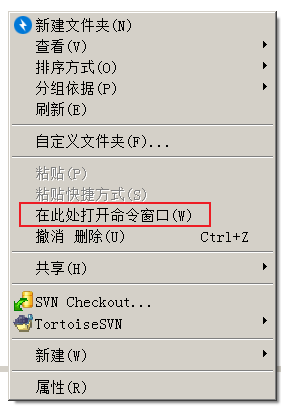 新建文件夹(N)
查看(V)
排序方式(O)
分组依据(P)
刷新(E)
自定义文件夹(F)...
粘贴(P)
粘贴快捷方式(S)
在此处打开命令窗口(W)
撤消 删除(U) Ctrl+Z
共享(H)
SVN Checkout...
TortoiseSVN
新建(W)
属性(R)